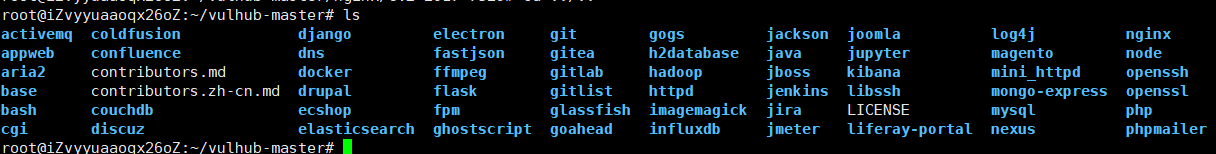 root@iZvyyuaaoqx26oZ:~/vulhub-master# ls
activemq coldfusion django electron git gogs jackson joomla log4j nginx
appweb confluence dns fastjson gitea h2database java jupyter magento node
aria2 contributors.md docker ffmpeg gitlab hadoop jboss kibana mini_httpd openssh
base contributors.zh-cn.md drupal flask gitlist httpd jenkins libssh mongo-express openssl
bash couchdb ecshop fpm glassfish imagemagick jira LICENSE mysql php
cgi discuz elasticsearch ghostscript goahead influxdb jmeter liferay-portal nexus phpmailer
root@iZvyyuaaoqx26oZ:~/vulhub-master#